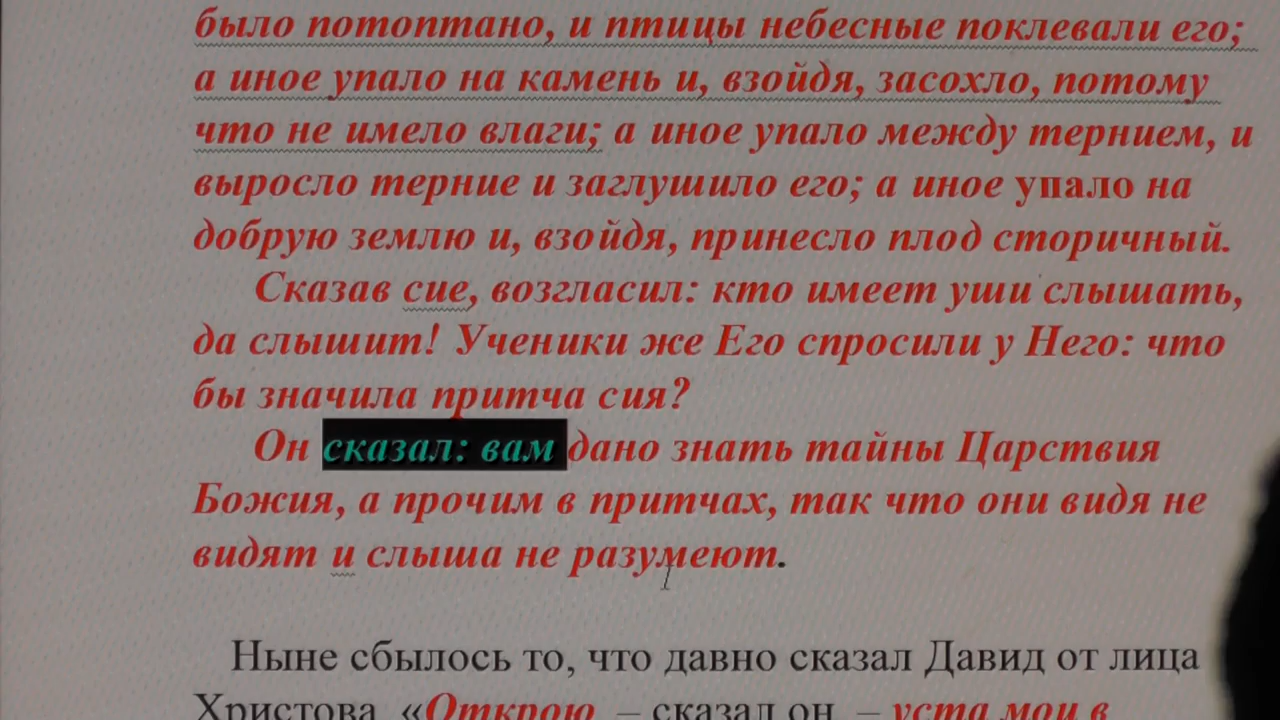 было потоптано, и птицы небесные поклевали его;
а иное упало на камень и, взойдя, засохло, потому
что не имело влаги; а иное упало между тернием, и
выросло терние и заглушило его; а иное упало на
добрую землю и, взойдя, принесло плод сторичный.
Сказав сие, возгласил: кто имеет уши слышать,
да слышит! Ученики же Его спросили у Него: что
бы значила притча сия?
Он сказал: вам дано знать тайны Царствия
Божия, а прочим в притчах, так что они видя не
видят и слыша не разумеют.
Ныне сбылось то, что давно сказал Давид от лица
Христова «Открою – сказал он – уста мои в